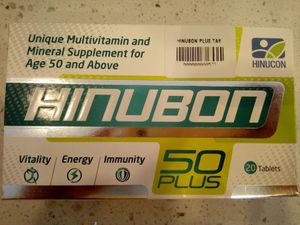 Unique Multivitamin and
Mineral Supplement for
Age 50 and Above
HINUBON PLUS TAB
HINUCON
HINUBON
Vitality
Energy
Immunity
50
PLUS
20 Tablets